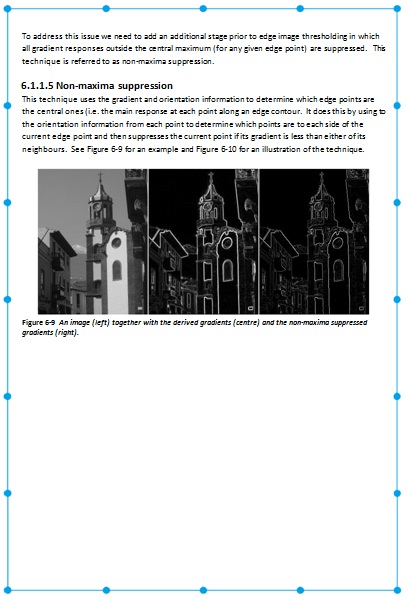 To address this issue we need to add an additional stage prior to edge image thresholding in which
all gradient responses outside the central maximum (for any given edge point) are suppressed. This
technique is referred to as non-maxima suppression.
6.1.1.5 Non-maxima suppression
This technique uses the gradient and orientation information to determine which edge points are
the central ones (i.e. the main response at each point along an edge contour. It does this by using to
the orientation information from each point to determine which points are to each side of the
current edge point and then suppresses the current point if its gradient is less than either of its
neighbours. See Figure 6-9 for an example and Figure 6-10 for an illustration of the technique.
Figure 6-9 An image (left) together with the derived gradients (centre) and the non-maxima suppressed
gradients (right).